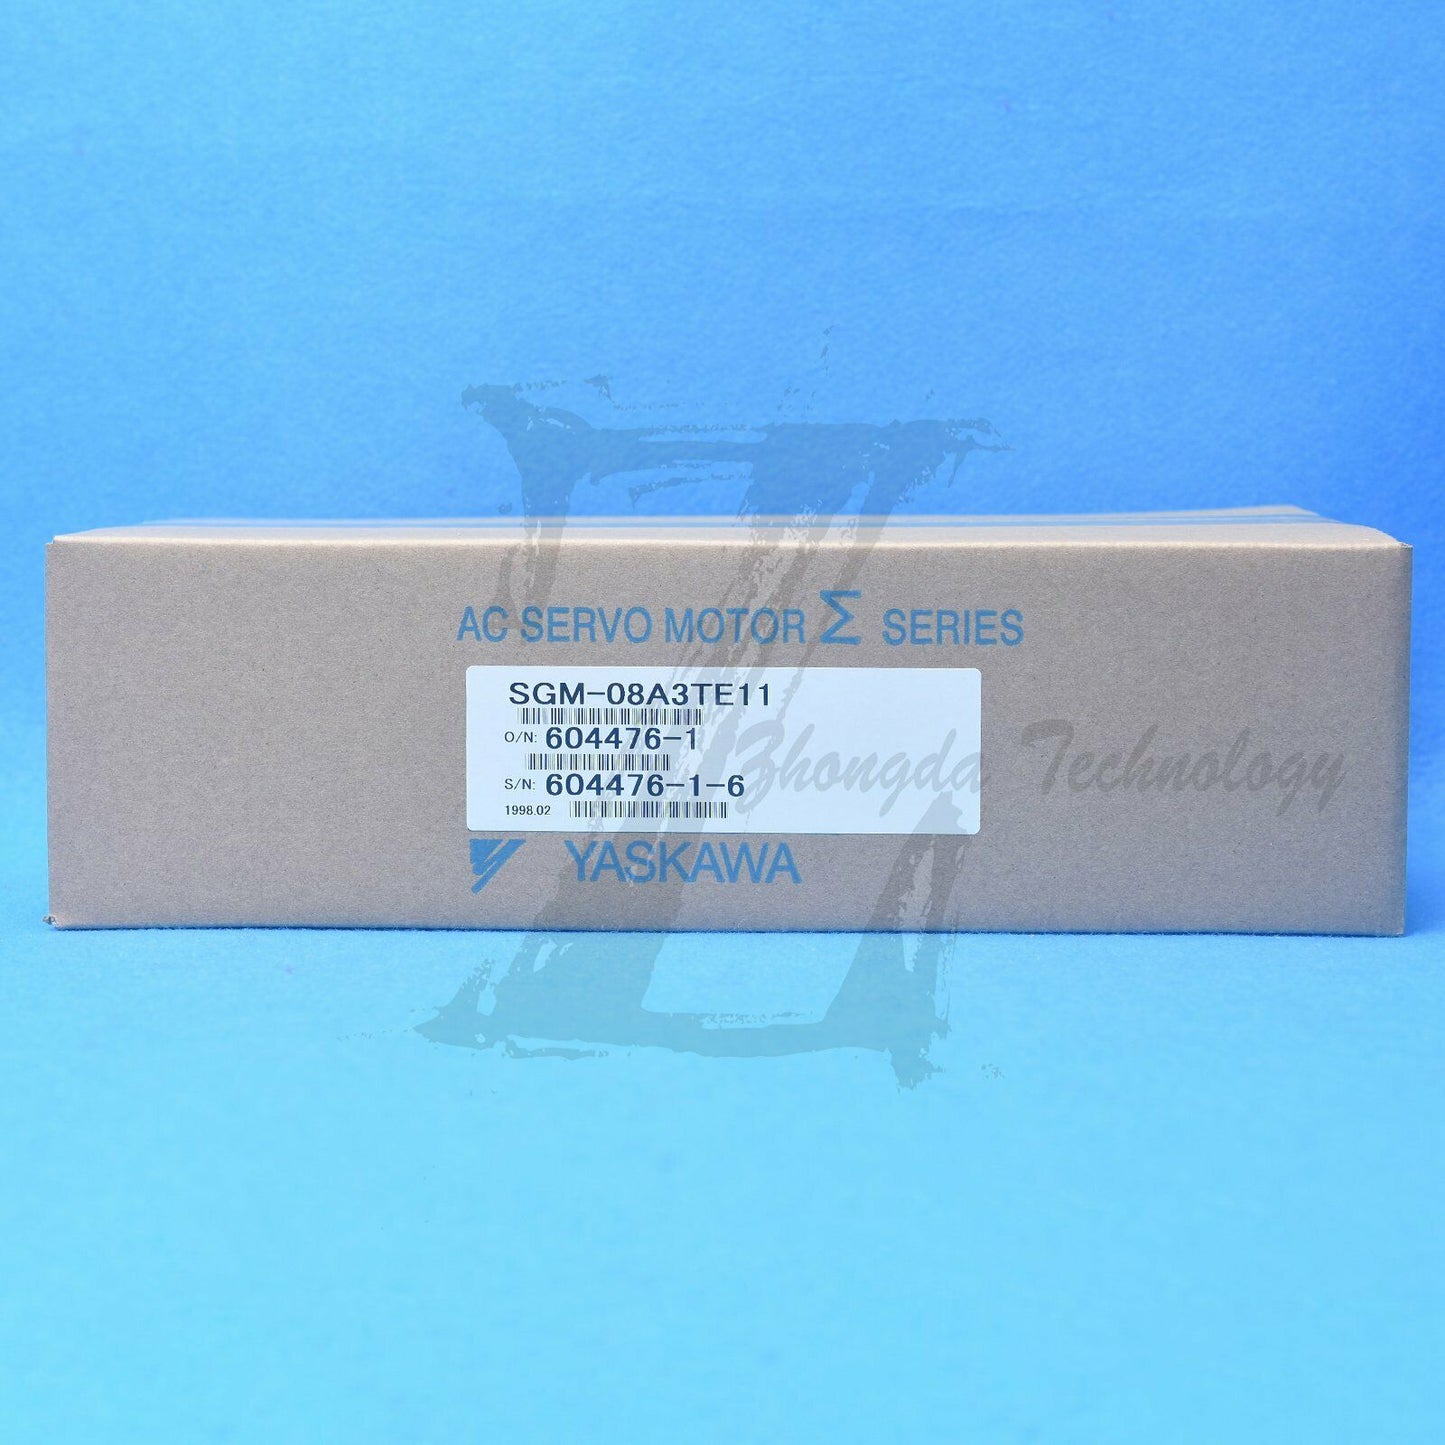 AC SERVO MOTOR Σ SERIES
SGM-08A3TE11
O/N: 604476-1
S/N: 604476-1-6
1998.02
YASKAWA
Zhongda Technology